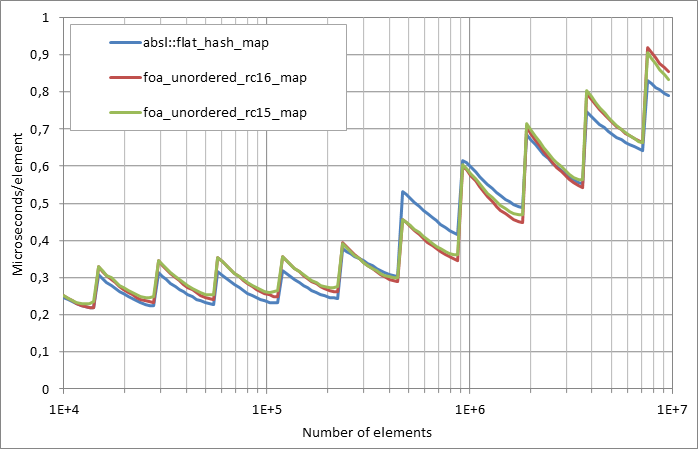 1
0,9
0,8
0,7
0,6
0,5
0,4
0,3
0,2
0,1
0
Microseconds/element
absl::flat_hash_map
foa_unordered_rc16_map
foa_unordered_rc15_map
1E+4
1E+5
1E+6
1E+7
Number of elements